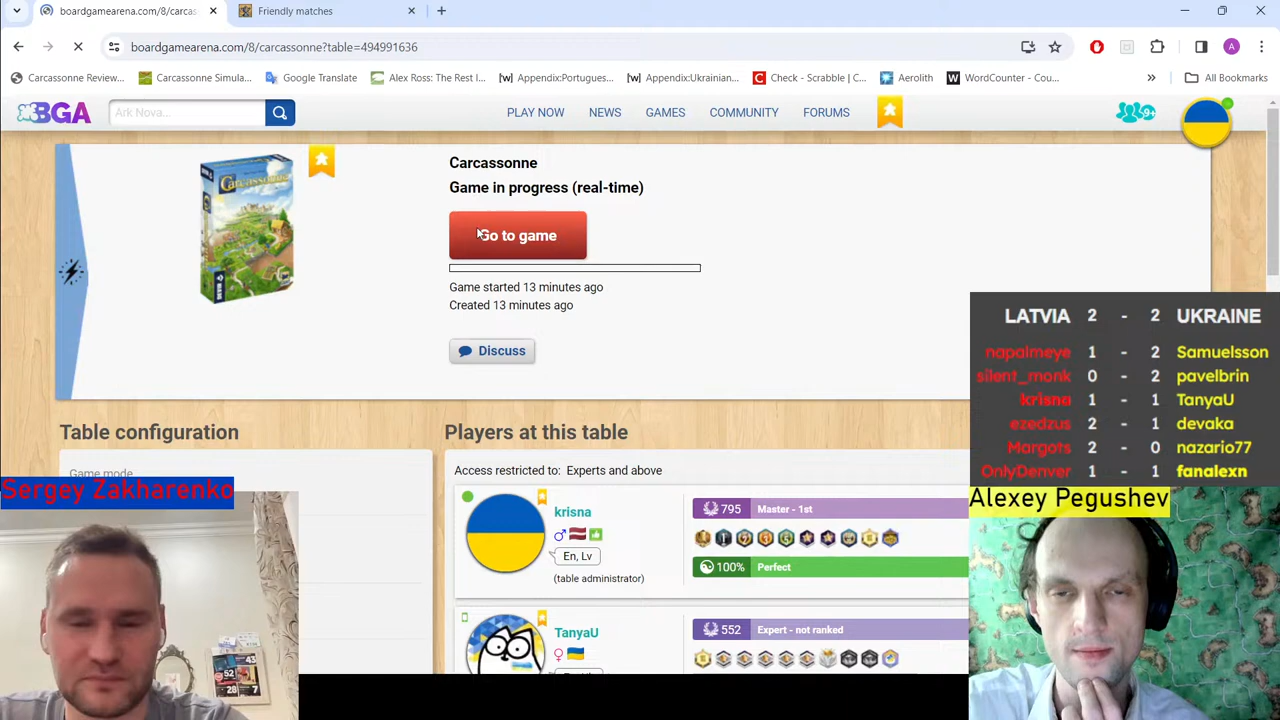 boardgamearena.com/8/carcas
Friendly matches
boardgamearena.com/8/carcassonne?table=494991636
Carcassonne Review...
Carcassonne Simula...
Google Translate
Alex Ross: The Rest I...
Appendix:Portugues...
Appendix:Ukrainian...
Check - Scrabble | C...
Aerolith
WordCounter - Cou...
All Bookmarks
BGA
Ark Nova...
PLAY NOW
NEWS
GAMES
COMMUNITY
FORUMS
9+
Carcassonne
Carcassonne
Game in progress (real-time)
Go to game
Game started 13 minutes ago
Created 13 minutes ago
Discuss
LATVIA 2 - 2 UKRAINE
napalmeye 1 - 2 Samuelsson
silent_monk 0 - 2 pavelbrin
krisna 1 - 1 TanyaU
ezedzus 2 - 1 devaka
Margots 2 - 0 nazario77
OnlyDenver 1 - 1 fanalexn
Table configuration
Game mode
Players at this table
Access restricted to: Experts and above
krisna
En, Lv
(table administrator)
795 Master - 1st
100% Perfect
TanyaU
552 Expert - not ranked
Sergey Zakharenko
Alexey Pegushev
43
52
28
7